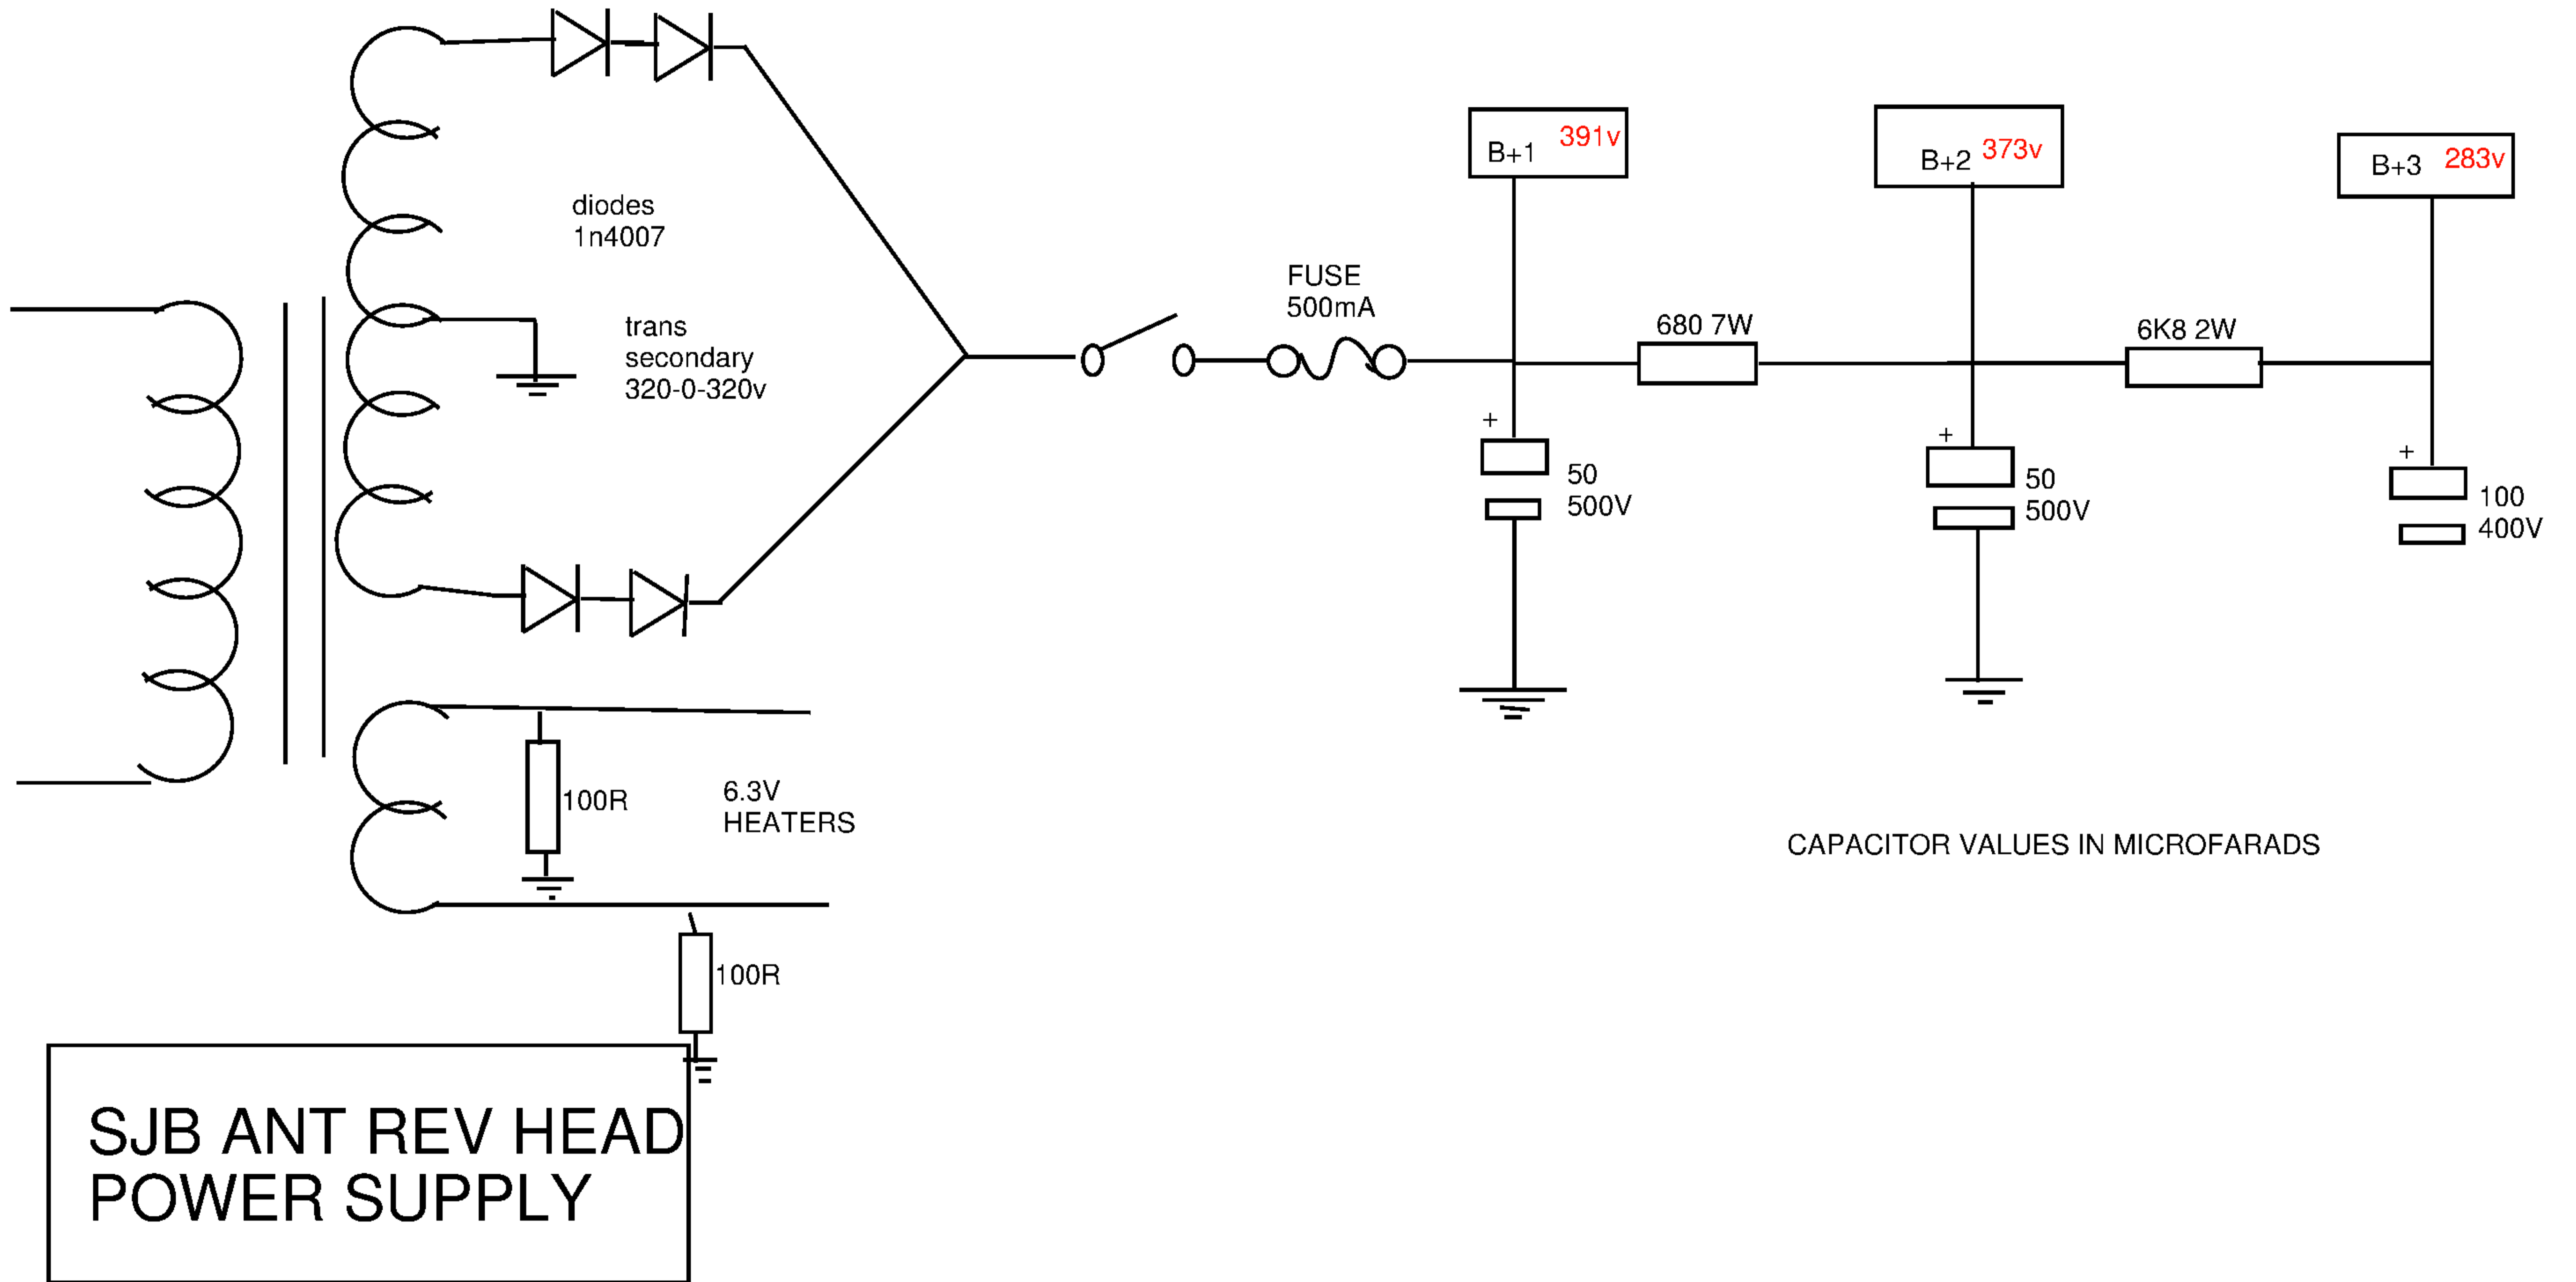 diodes
1n4007
trans
secondary
320-0-320v
FUSE
500mA
B+1 391v
B+2 373v
B+3 283v
680 7W
6K8 2W
+
50
500V
+
50
500V
+
100
400V
100R
6.3V
HEATERS
100R
CAPACITOR VALUES IN MICROFARADS
SJB ANT REV HEAD
POWER SUPPLY